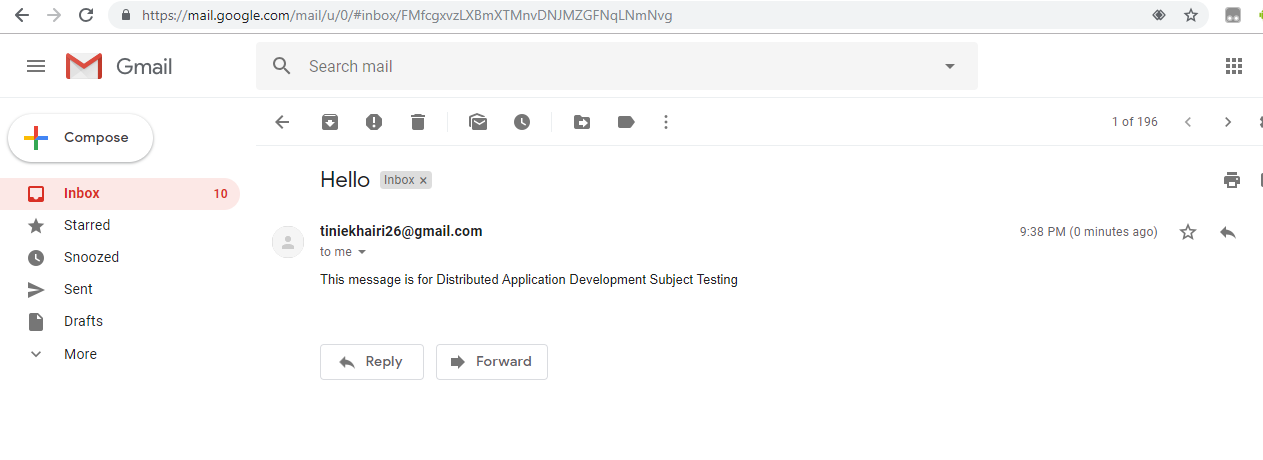 https://mail.google.com/mail/u/0/#inbox/FMfcgxvzLXBmXTMnvDNJMZGFNqLNmNvg
Gmail
Search mail
Compose
1 of 196
Inbox 10
Starred
Snoozed
Sent
Drafts
More
Hello Inbox ×
tiniekhairi26@gmail.com 9:38 PM (0 minutes ago)
to me
This message is for Distributed Application Development Subject Testing
Reply Forward